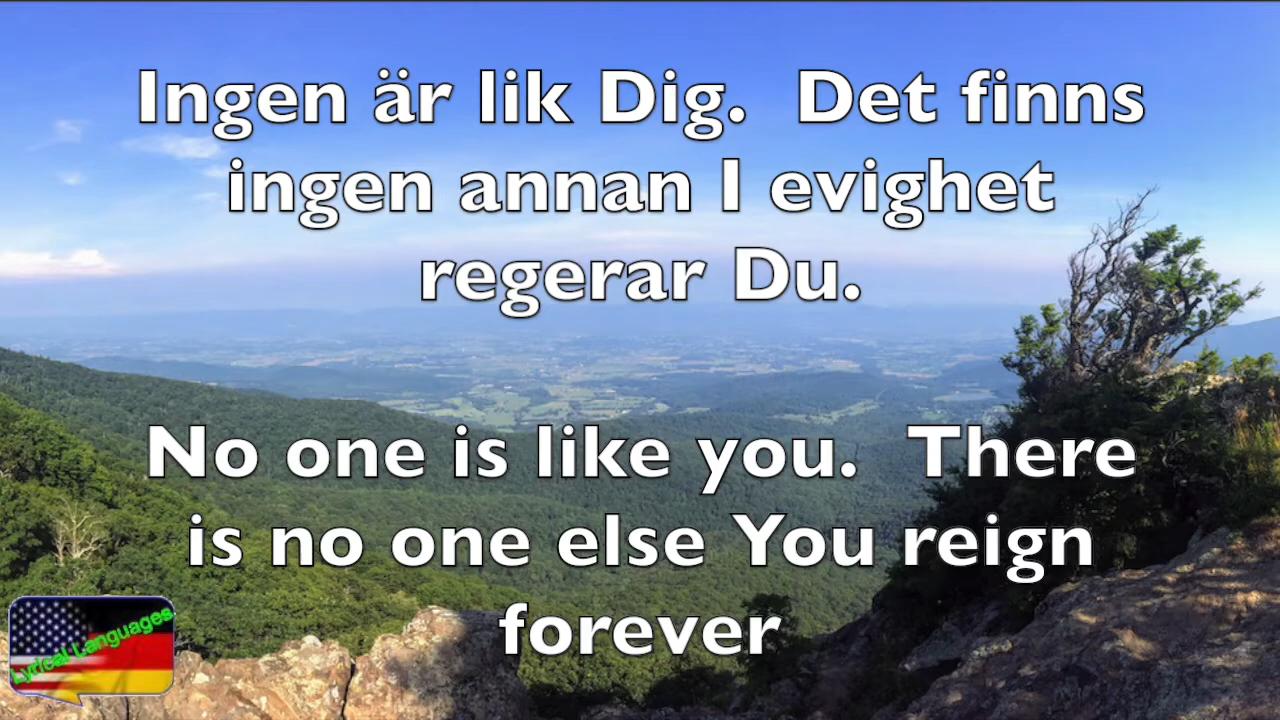 Ingen är lik Dig.  Det finns
ingen annan I evighet
regerar Du.
No one is like you.  There
is no one else You reign
forever
Lyrical Languages